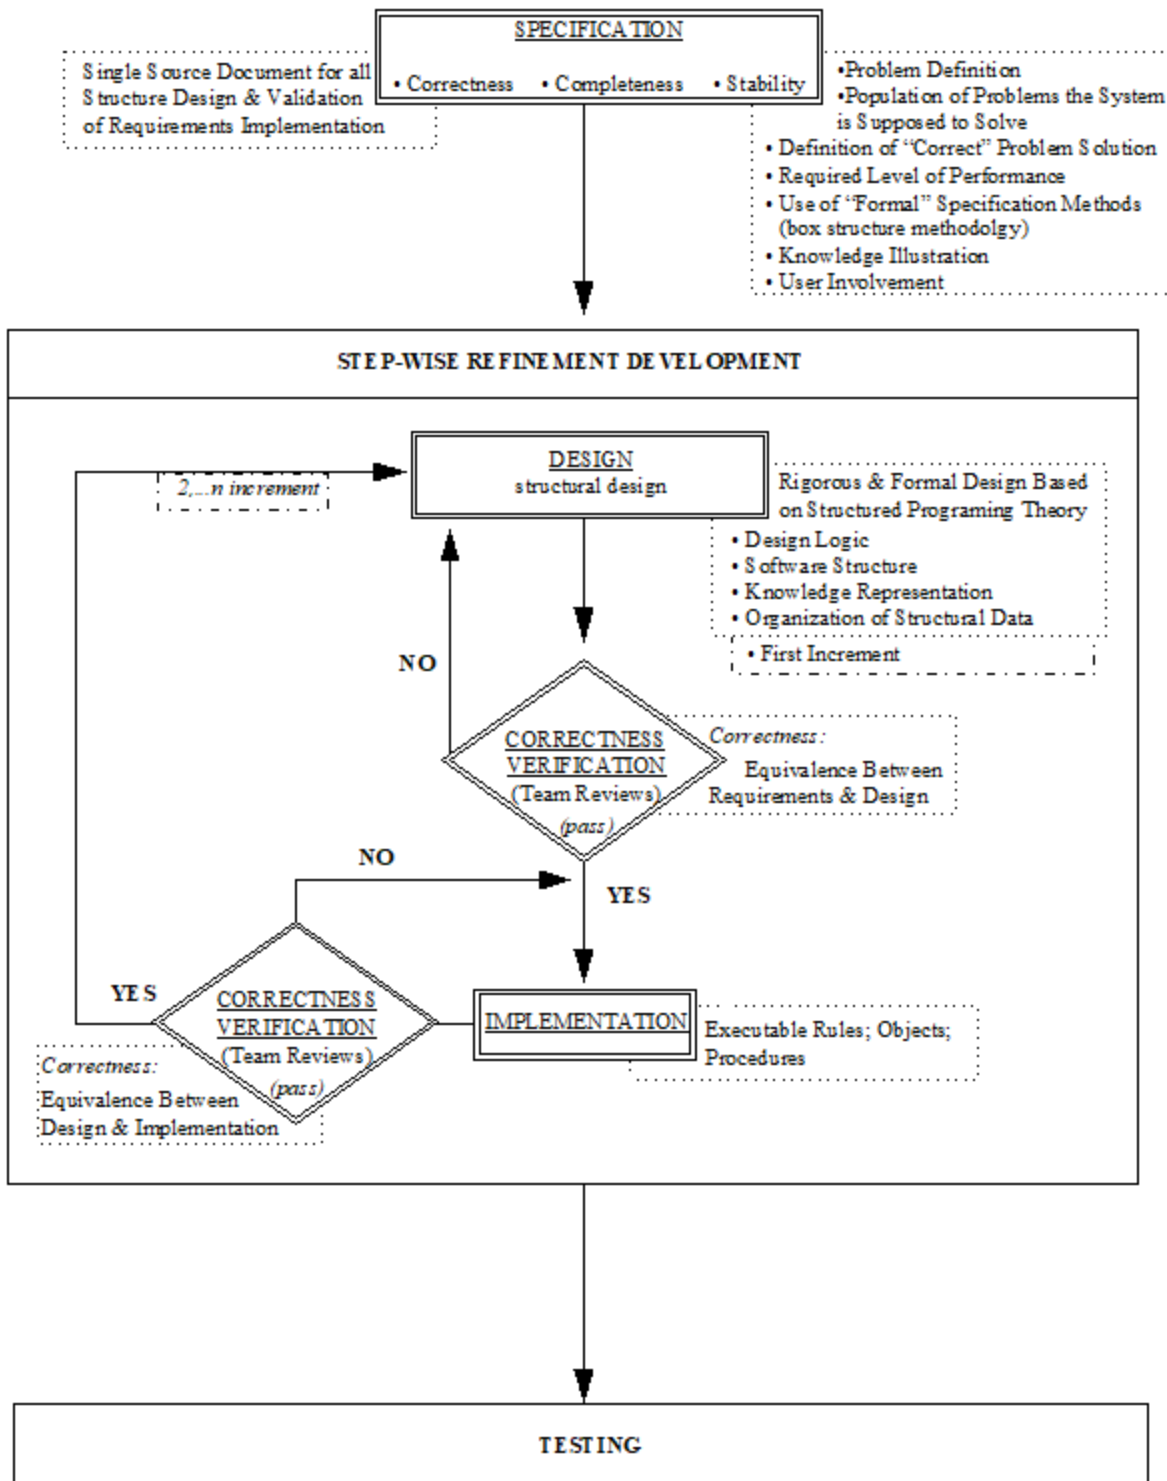 SPECIFICATION
• Correctness • Completeness • Stability
Single Source Document for all
Structure Design & Validation
of Requirements Implementation
•Problem Definition
•Population of Problems the System
is Supposed to Solve
• Definition of “Correct” Problem Solution
• Required Level of Performance
• Use of “Formal” Specification Methods
(box structure methodolgy)
• Knowledge Illustration
• User Involvement
STEP-WISE REFINEMENT DEVELOPMENT
DESIGN
structural design
2,...n increment
Rigorous & Formal Design Based
on Structured Programing Theory
• Design Logic
• Software Structure
• Knowledge Representation
• Organization of Structural Data
• First Increment
NO
CORRECTNESS
VERIFICATION
(Team Reviews)
(pass)
Correctness:
Equivalence Between
Requirements & Design
NO
YES
YES
CORRECTNESS
VERIFICATION
(Team Reviews)
(pass)
IMPLEMENTATION
Executable Rules; Objects;
Procedures
Correctness:
Equivalence Between
Design & Implementation
TESTING